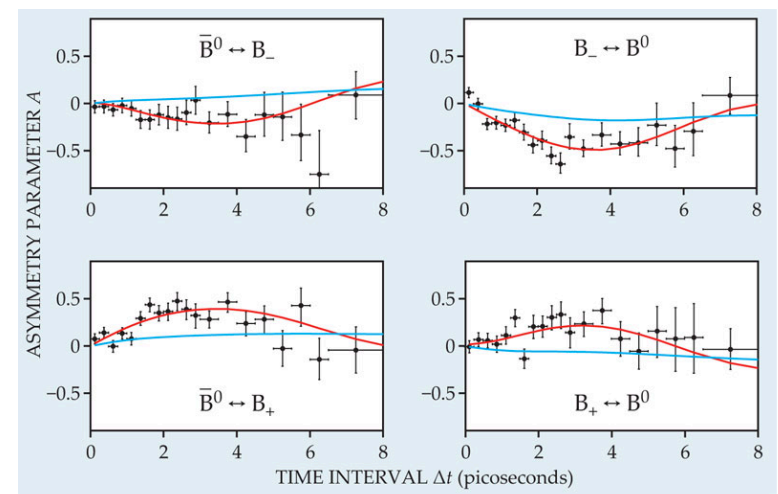 ASYMMETRY PARAMETER A
B̅⁰ ↔ B₋
B₋ ↔ B⁰
0.5
0
−0.5
0 2 4 6 8
0.5
0
−0.5
0 2 4 6 8
B̅⁰ ↔ B₊
B₊ ↔ B⁰
0.5
0
−0.5
0 2 4 6 8
0.5
0
−0.5
0 2 4 6 8
TIME INTERVAL Δt (picoseconds)